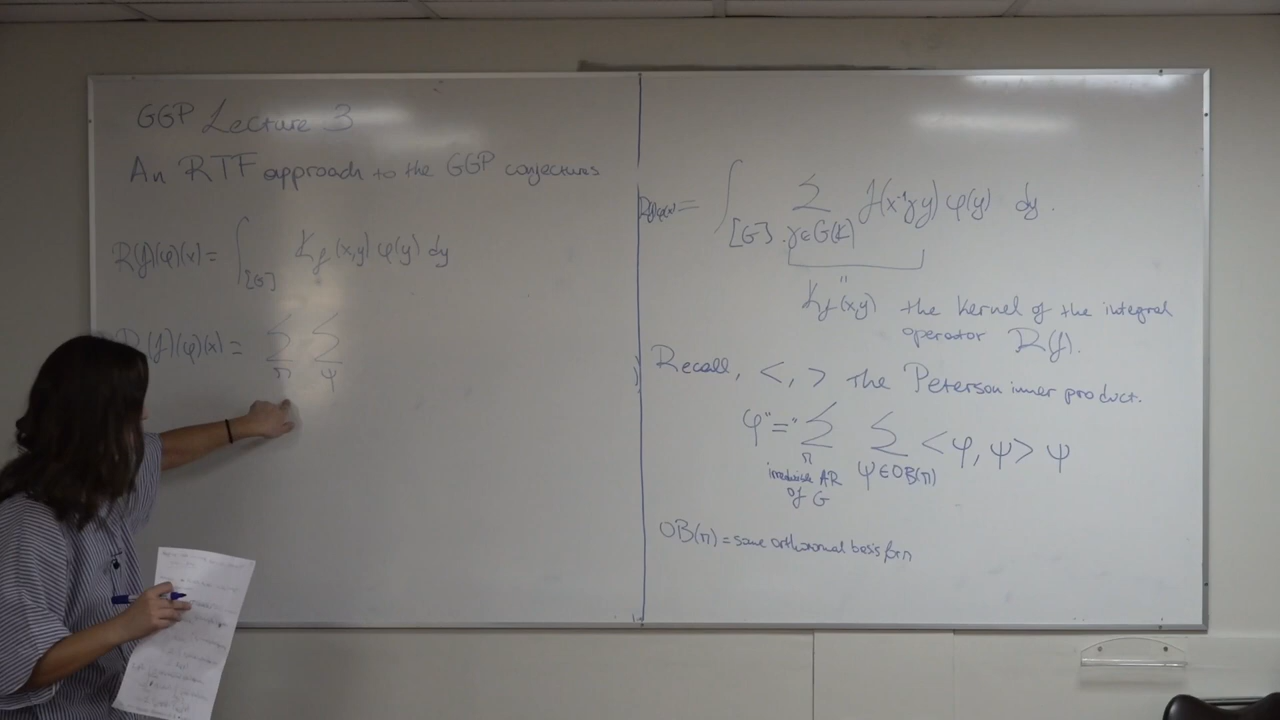 GGP Lecture 3
An RTF approach to the GGP conjectures
R(f)(φ)(x) = ∫_[G] K_f(x,y) φ(y) dy
R(f)(φ)(x) = Σ_π Σ_ψ
R(f)φ(x) = ∫_[G] Σ_γ∈G(K) f(x⁻¹γy) φ(y) dy.
"
K_f(x,y) the kernel of the integral
operator R(f).
Recall, <,> the Peterson inner product.
φ "=" Σ_π Σ_ψ∈OB(π) <φ,ψ> ψ
irreducible AR
of G
OB(π) = some orthonormal basis for π